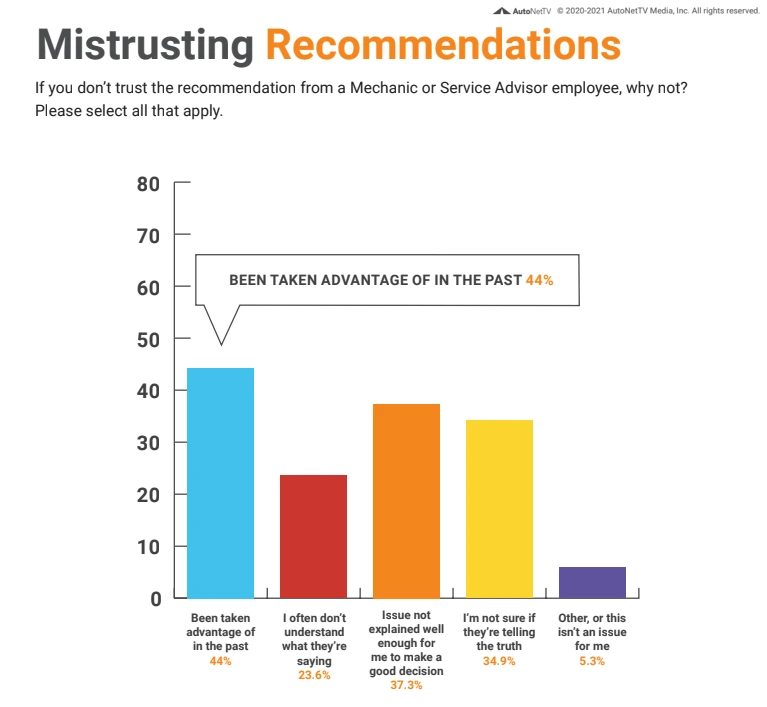 AutoNetTV © 2020-2021 AutoNetTV Media, Inc. All rights reserved.
Mistrusting Recommendations
If you don’t trust the recommendation from a Mechanic or Service Advisor employee, why not?
Please select all that apply.
80
70
BEEN TAKEN ADVANTAGE OF IN THE PAST 44%
60
50
40
30
20
10
0
Been taken
advantage of
in the past
44%
I often don’t
understand
what they’re
saying
23.6%
Issue not
explained well
enough for
me to make a
good decision
37.3%
I’m not sure if
they’re telling
the truth
34.9%
Other, or this
isn’t an issue
for me
5.3%